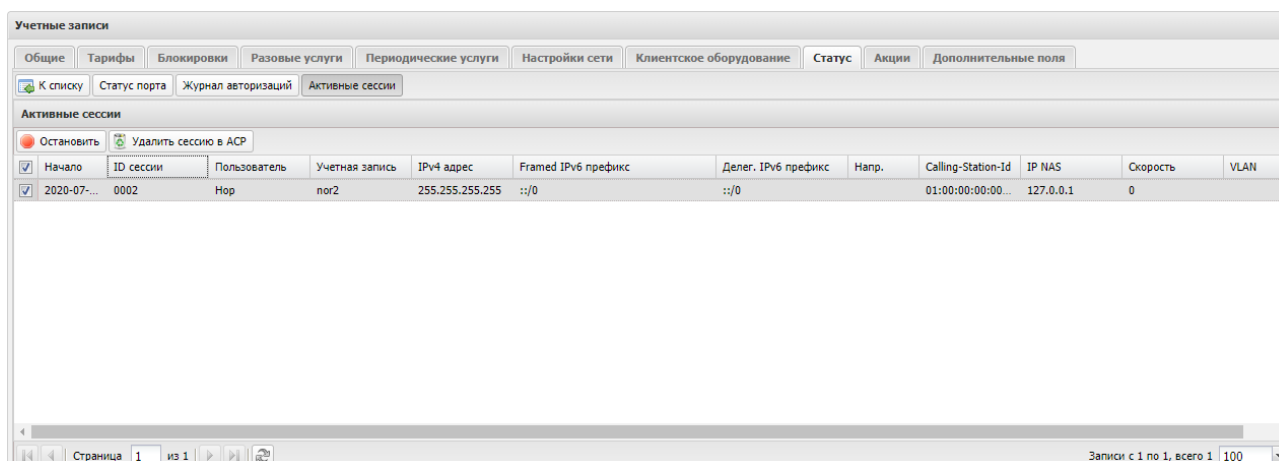 Учетные записи
Общие Тарифы Блокировки Разовые услуги Периодические услуги Настройки сети Клиентское оборудование Статус Акции Дополнительные поля
К списку Статус порта Журнал авторизаций Активные сессии
Активные сессии
Остановить Удалить сессию в ACP
Начало ID сессии Пользователь Учетная запись IPv4 адрес Framed IPv6 префикс Делег. IPv6 префикс Напр. Calling-Station-Id IP NAS Скорость VLAN
2020-07-... 0002 Нор nor2 255.255.255.255 ::/0 ::/0 01:00:00:00:00... 127.0.0.1 0
Страница 1 из 1 Записи с 1 по 1, всего 1 100